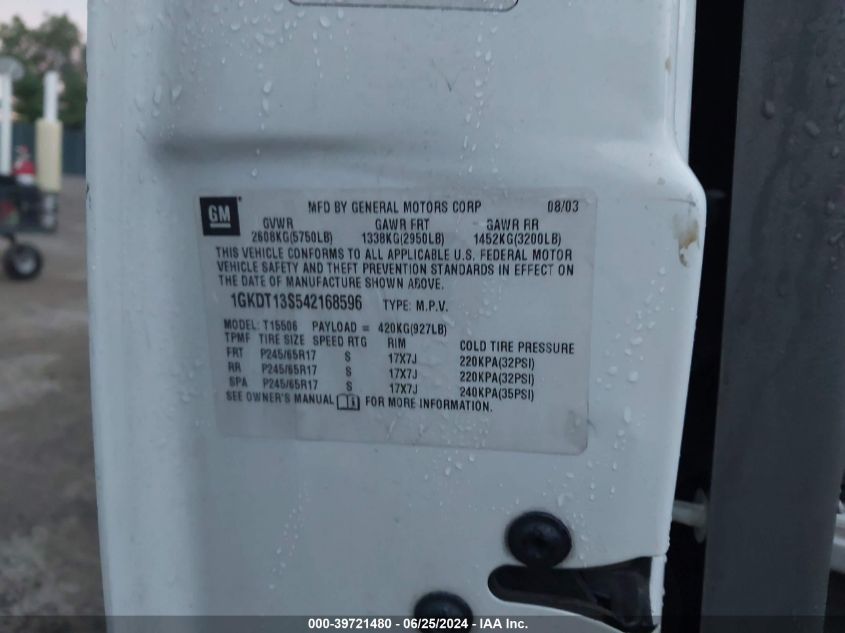 GM
MFD BY GENERAL MOTORS CORP 08/03
GVWR GAWR FRT GAWR RR
2608KG(5750LB) 1338KG(2950LB) 1452KG(3200LB)
THIS VEHICLE CONFORMS TO ALL APPLICABLE U.S. FEDERAL MOTOR
VEHICLE SAFETY AND THEFT PREVENTION STANDARDS IN EFFECT ON
THE DATE OF MANUFACTURE SHOWN ABOVE.
1GKDT13S542168596 TYPE: M.P.V.
MODEL: T15506 PAYLOAD = 420KG(927LB)
TPMF TIRE SIZE SPEED RTG RIM COLD TIRE PRESSURE
FRT P245/65R17 S 17X7J 220KPA(32PSI)
RR P245/65R17 S 17X7J 220KPA(32PSI)
SPA P245/65R17 S 17X7J 240KPA(35PSI)
SEE OWNER'S MANUAL FOR MORE INFORMATION.
000-39721480 - 06/25/2024 - IAA Inc.